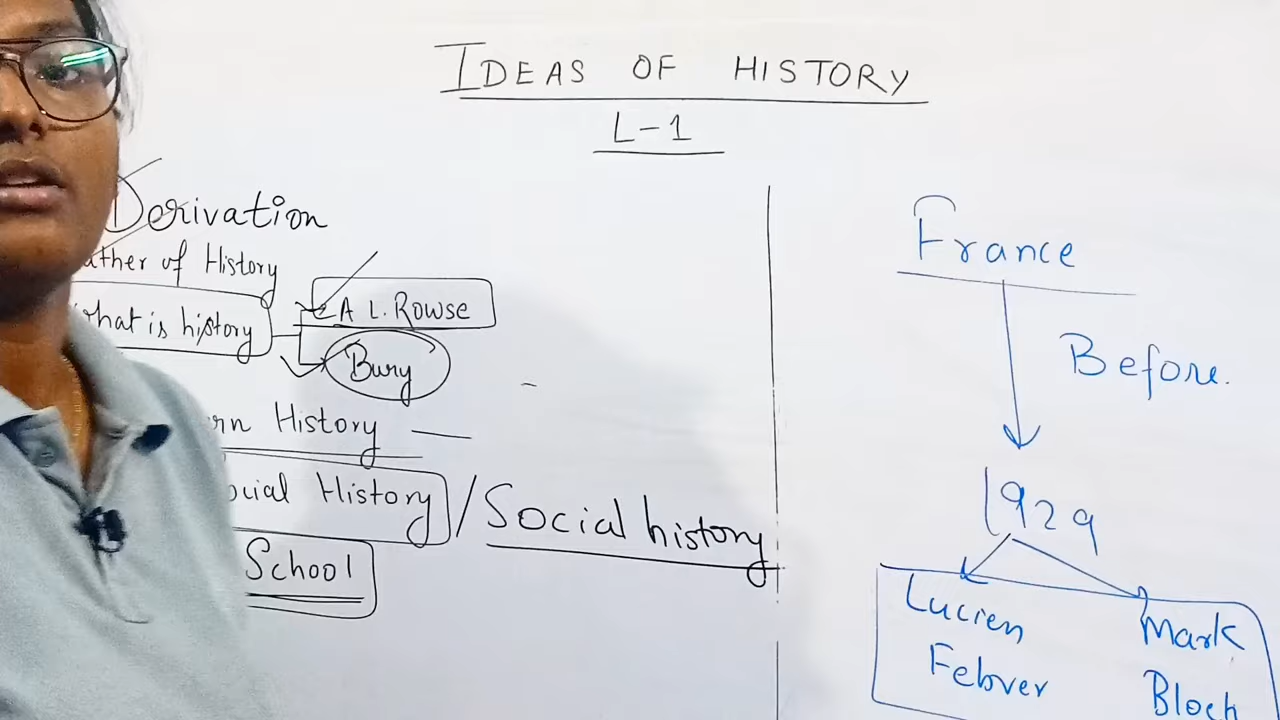 IDEAS OF HISTORY
L-1
Derivation
ather of History
hat is history
A L. ROWSE
Bury
rn History
ocial History / Social history
School
France
Before.
1929
Lucien Febver
Mark Bloch